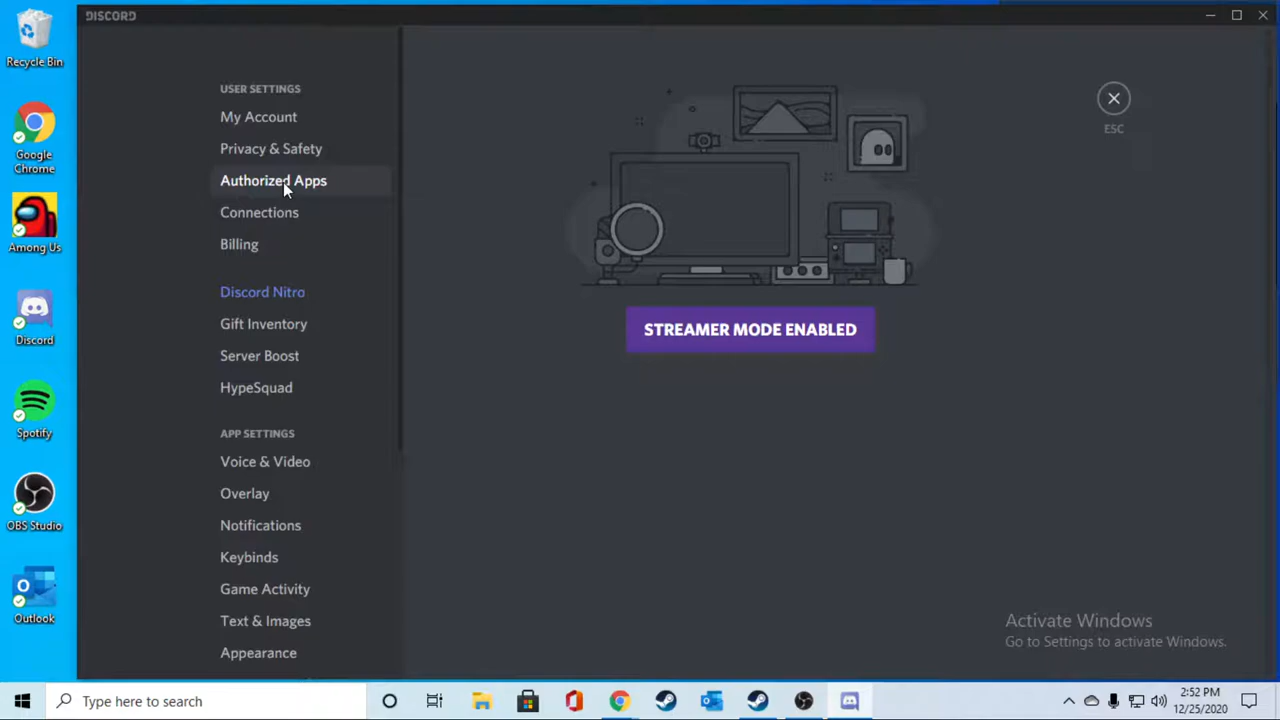 DISCORD
Recycle Bin
Google
Chrome
Among Us
Discord
Spotify
OBS Studio
Outlook
USER SETTINGS
My Account
Privacy & Safety
Authorized Apps
Connections
Billing
Discord Nitro
Gift Inventory
Server Boost
HypeSquad
APP SETTINGS
Voice & Video
Overlay
Notifications
Keybinds
Game Activity
Text & Images
Appearance
ESC
STREAMER MODE ENABLED
Activate Windows
Go to Settings to activate Windows.
Type here to search
2:52 PM
12/25/2020